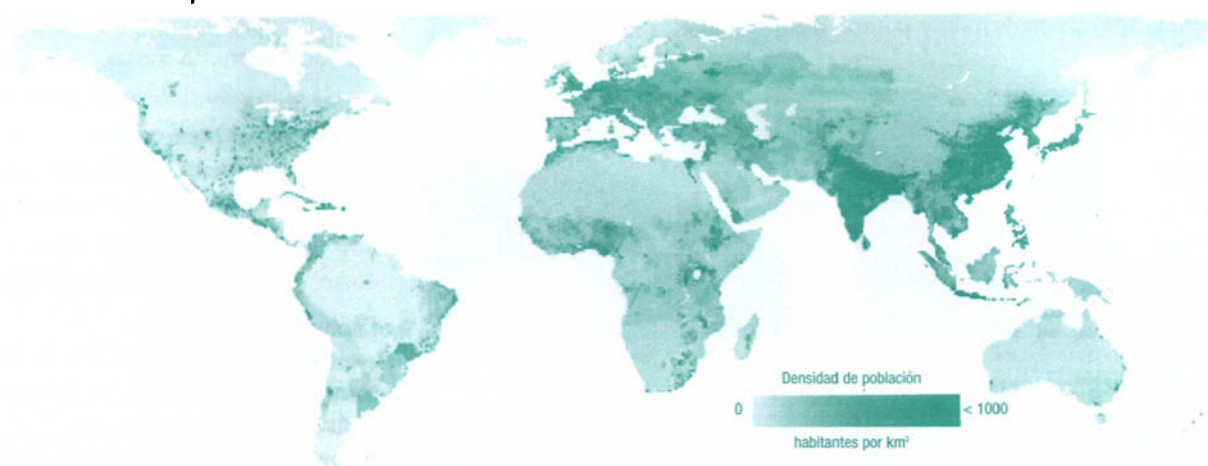 Densidad de población
0 < 1000
habitantes por km²